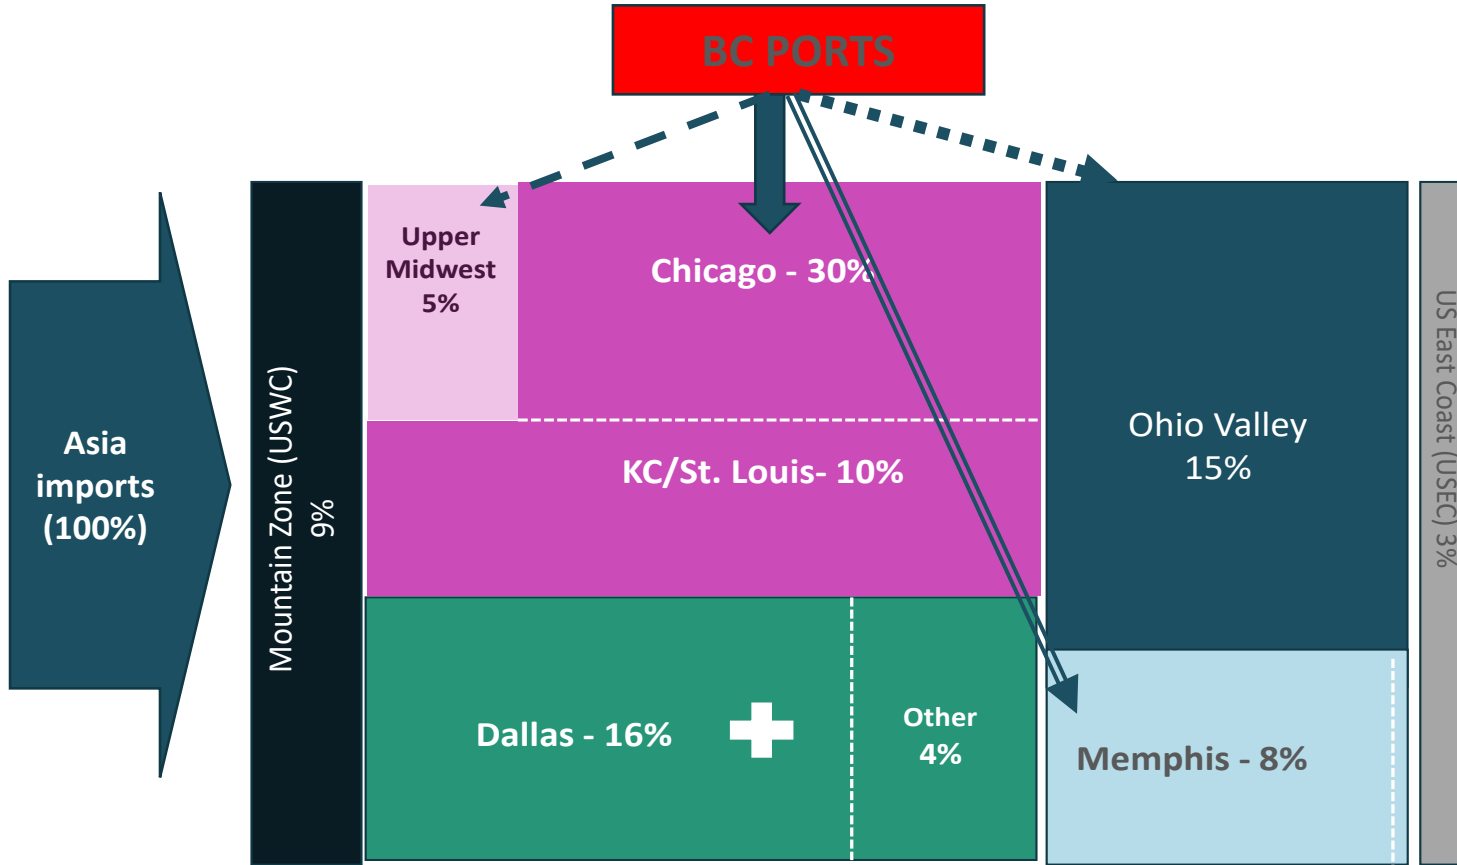 BC PORTS
Asia
imports
(100%)
Mountain Zone (USWC)
9%
Upper
Midwest
5%
Chicago - 30%
KC/St. Louis- 10%
Dallas - 16%
Other
4%
Ohio Valley
15%
Memphis - 8%
US East Coast (USEC) 3%